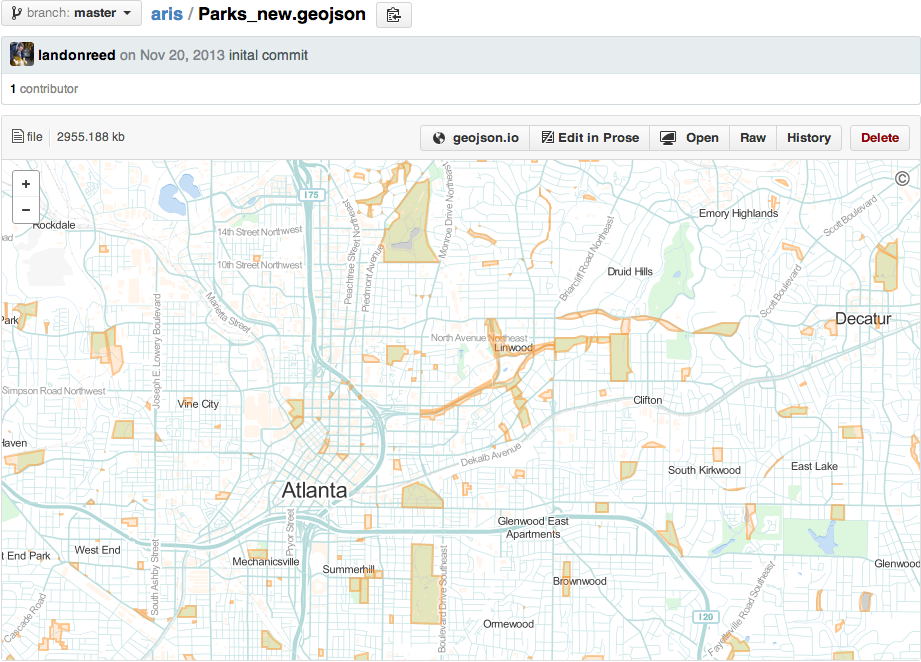 branch: master
aris / Parks_new.geojson
landonreed on Nov 20, 2013 inital commit
1 contributor
file 2955.188 kb
geojson.io Edit in Prose Open Raw History Delete
+
−
©
175
Rockdale
Emory Highlands
Scott Boulevard
14th Street Northwest
Monroe Drive Northeast
Peachtree Street Northeast
Piedmont Avenue
10th Street Northwest
Briarcliff Road Northeast
Druid Hills
Scott Boulevard
Marietta Street
Joseph E. Lowery Boulevard
Park
Decatur
North Avenue Northeast
Linwood
Simpson Road Northwest
Vine City
Clifton
Haven
Dekalb Avenue
South Kirkwood
East Lake
Atlanta
Pryor Street
Glenwood East
Apartments
t End Park
West End
Mechanicsville
Summerhill
Glenwood
South Ashby Street
Boulevard Drive Southeast
Brownwood
Fayetteville Road Southeast
Cascade Road
120
Ormewood